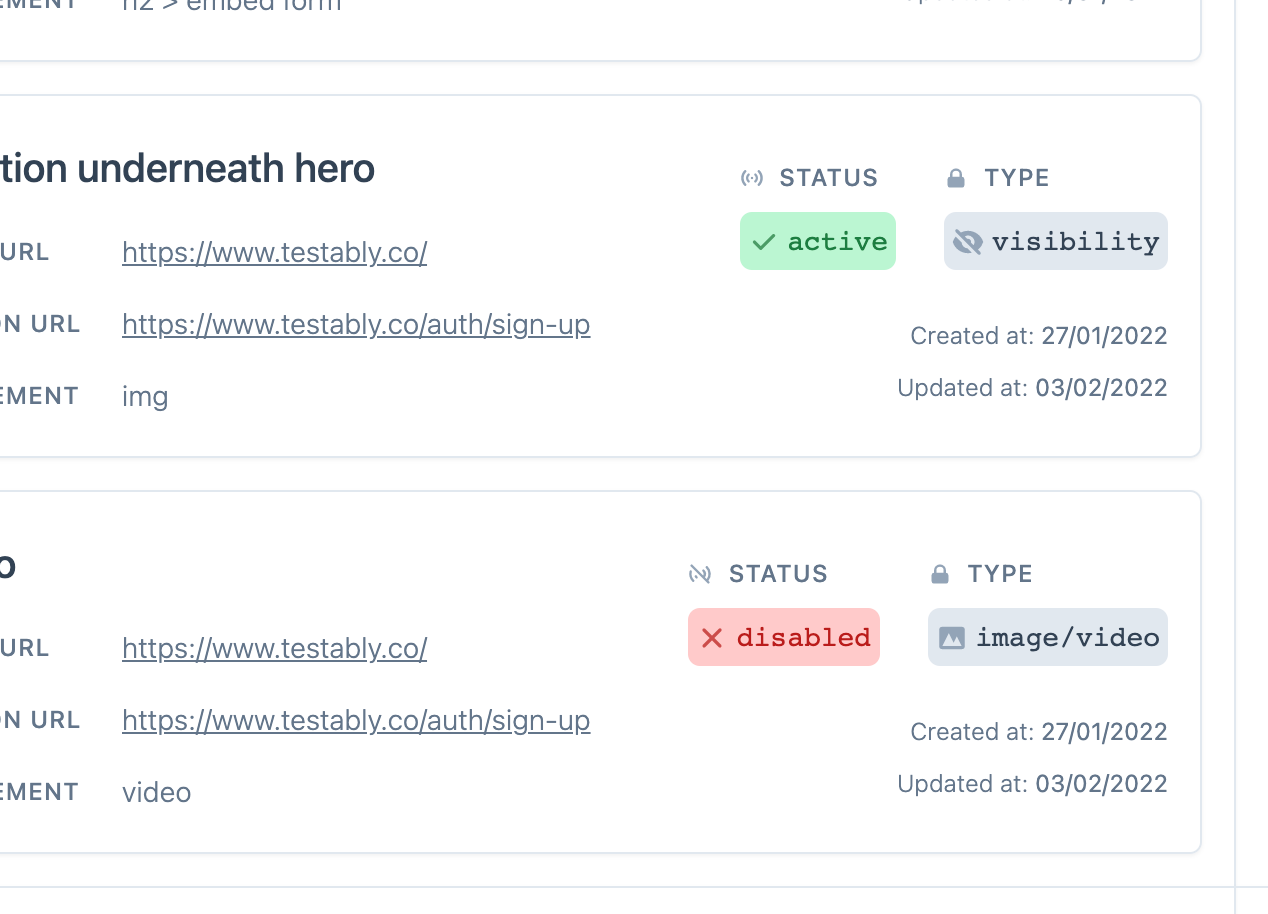 h2 > embed form
tion underneath hero
STATUS
TYPE
active
visibility
URL
https://www.testably.co/
N URL
https://www.testably.co/auth/sign-up
Created at: 27/01/2022
EMENT
img
Updated at: 03/02/2022
o
STATUS
TYPE
disabled
image/video
URL
https://www.testably.co/
N URL
https://www.testably.co/auth/sign-up
Created at: 27/01/2022
EMENT
video
Updated at: 03/02/2022